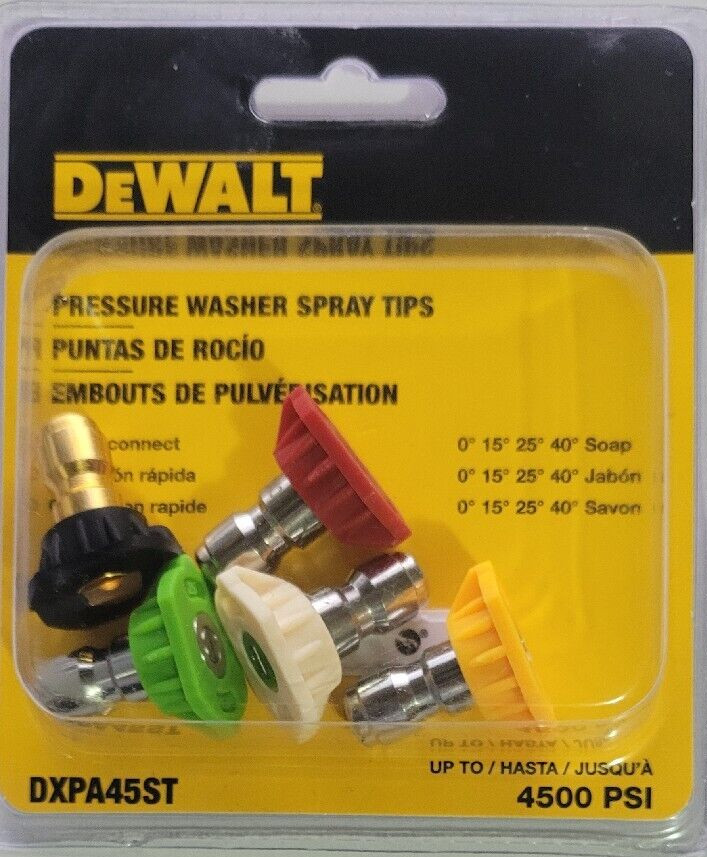 DEWALT
PRESSURE WASHER SPRAY TIPS
PUNTAS DE ROCÍO
EMBOUTS DE PULVÉRISATION
connect
0° 15° 25° 40° Soap
rápida
0° 15° 25° 40° Jabón
rapide
0° 15° 25° 40° Savon
UP TO / HASTA / JUSQU'À
DXPA45ST
4500 PSI